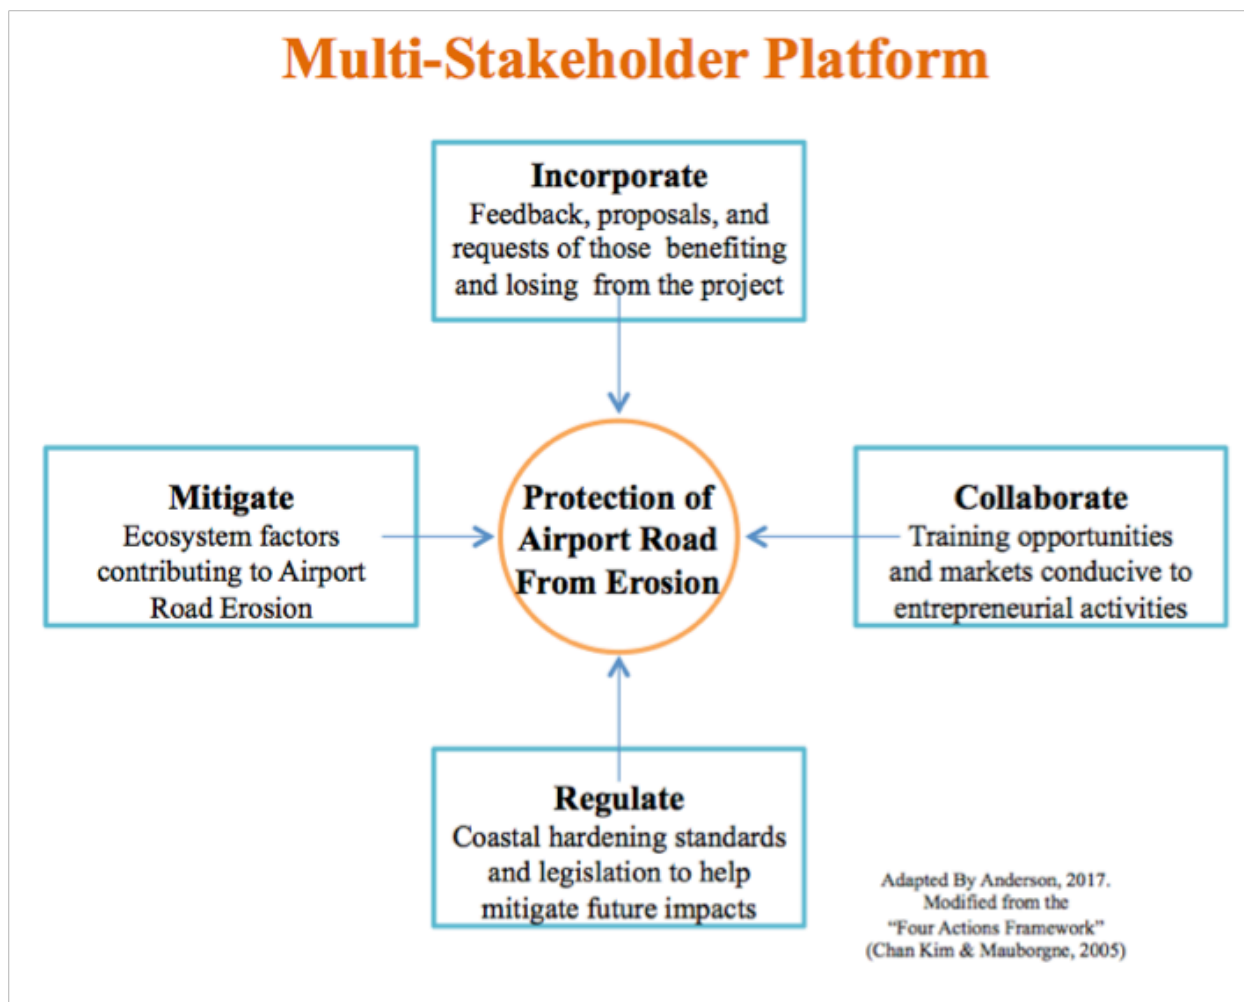 Multi-Stakeholder Platform
Incorporate
Feedback, proposals, and
requests of those benefiting
and losing from the project
Mitigate
Ecosystem factors
contributing to Airport
Road Erosion
Protection of
Airport Road
From Erosion
Collaborate
Training opportunities
and markets conducive to
entrepreneurial activities
Regulate
Coastal hardening standards
and legislation to help
mitigate future impacts
Adapted By Anderson, 2017.
Modified from the
“Four Actions Framework”
(Chan Kim & Mauborgne, 2005)